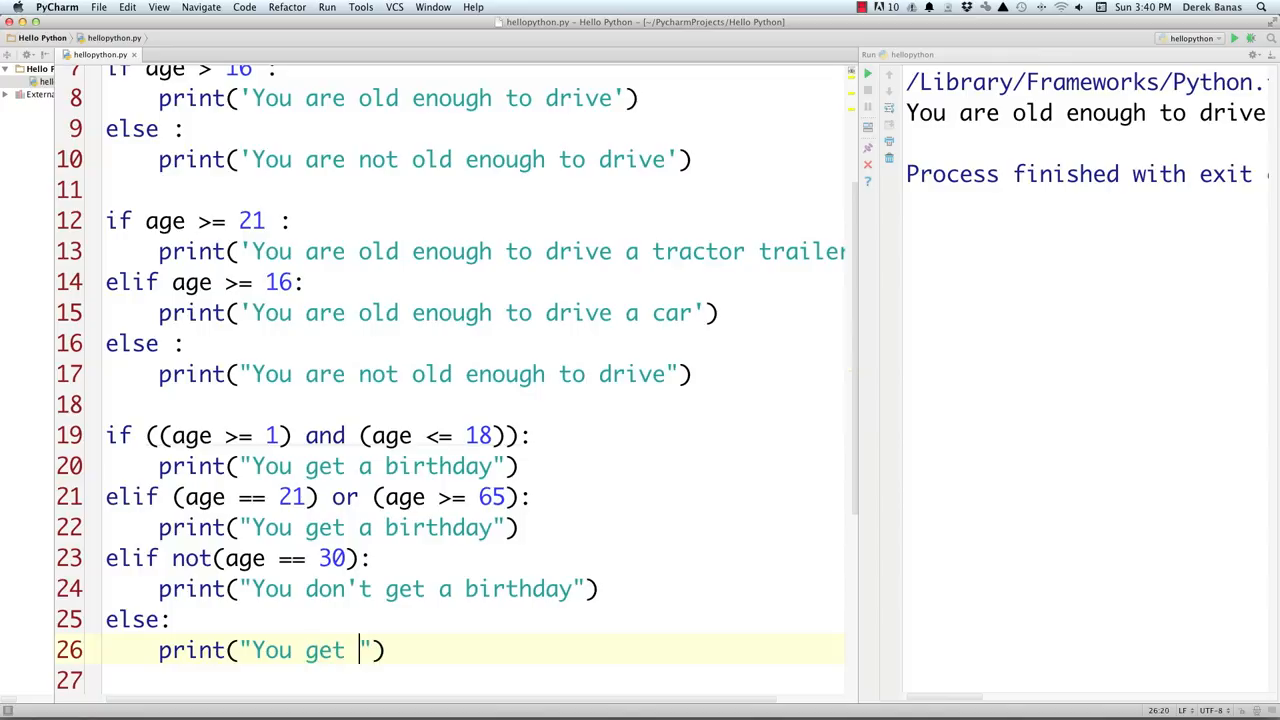 PyCharm File Edit View Navigate Code Refactor Run Tools VCS Window Help 10 Sun 3:40 PM Derek Banas
hellopython.py – Hello Python – [~/PycharmProjects/Hello Python]
Hello Python hellopython.py hellopython
hellopython.py Run hellopython
Hello P
hell
Extern
7 if age > 16 :
8 print('You are old enough to drive')
9 else :
10 print('You are not old enough to drive')
11
12 if age >= 21 :
13 print('You are old enough to drive a tractor trailer
14 elif age >= 16:
15 print('You are old enough to drive a car')
16 else :
17 print("You are not old enough to drive")
18
19 if ((age >= 1) and (age <= 18)):
20 print("You get a birthday")
21 elif (age == 21) or (age >= 65):
22 print("You get a birthday")
23 elif not(age == 30):
24 print("You don't get a birthday")
25 else:
26 print("You get ")
27
/Library/Frameworks/Python.
You are old enough to drive
Process finished with exit
26:20 LF UTF-8